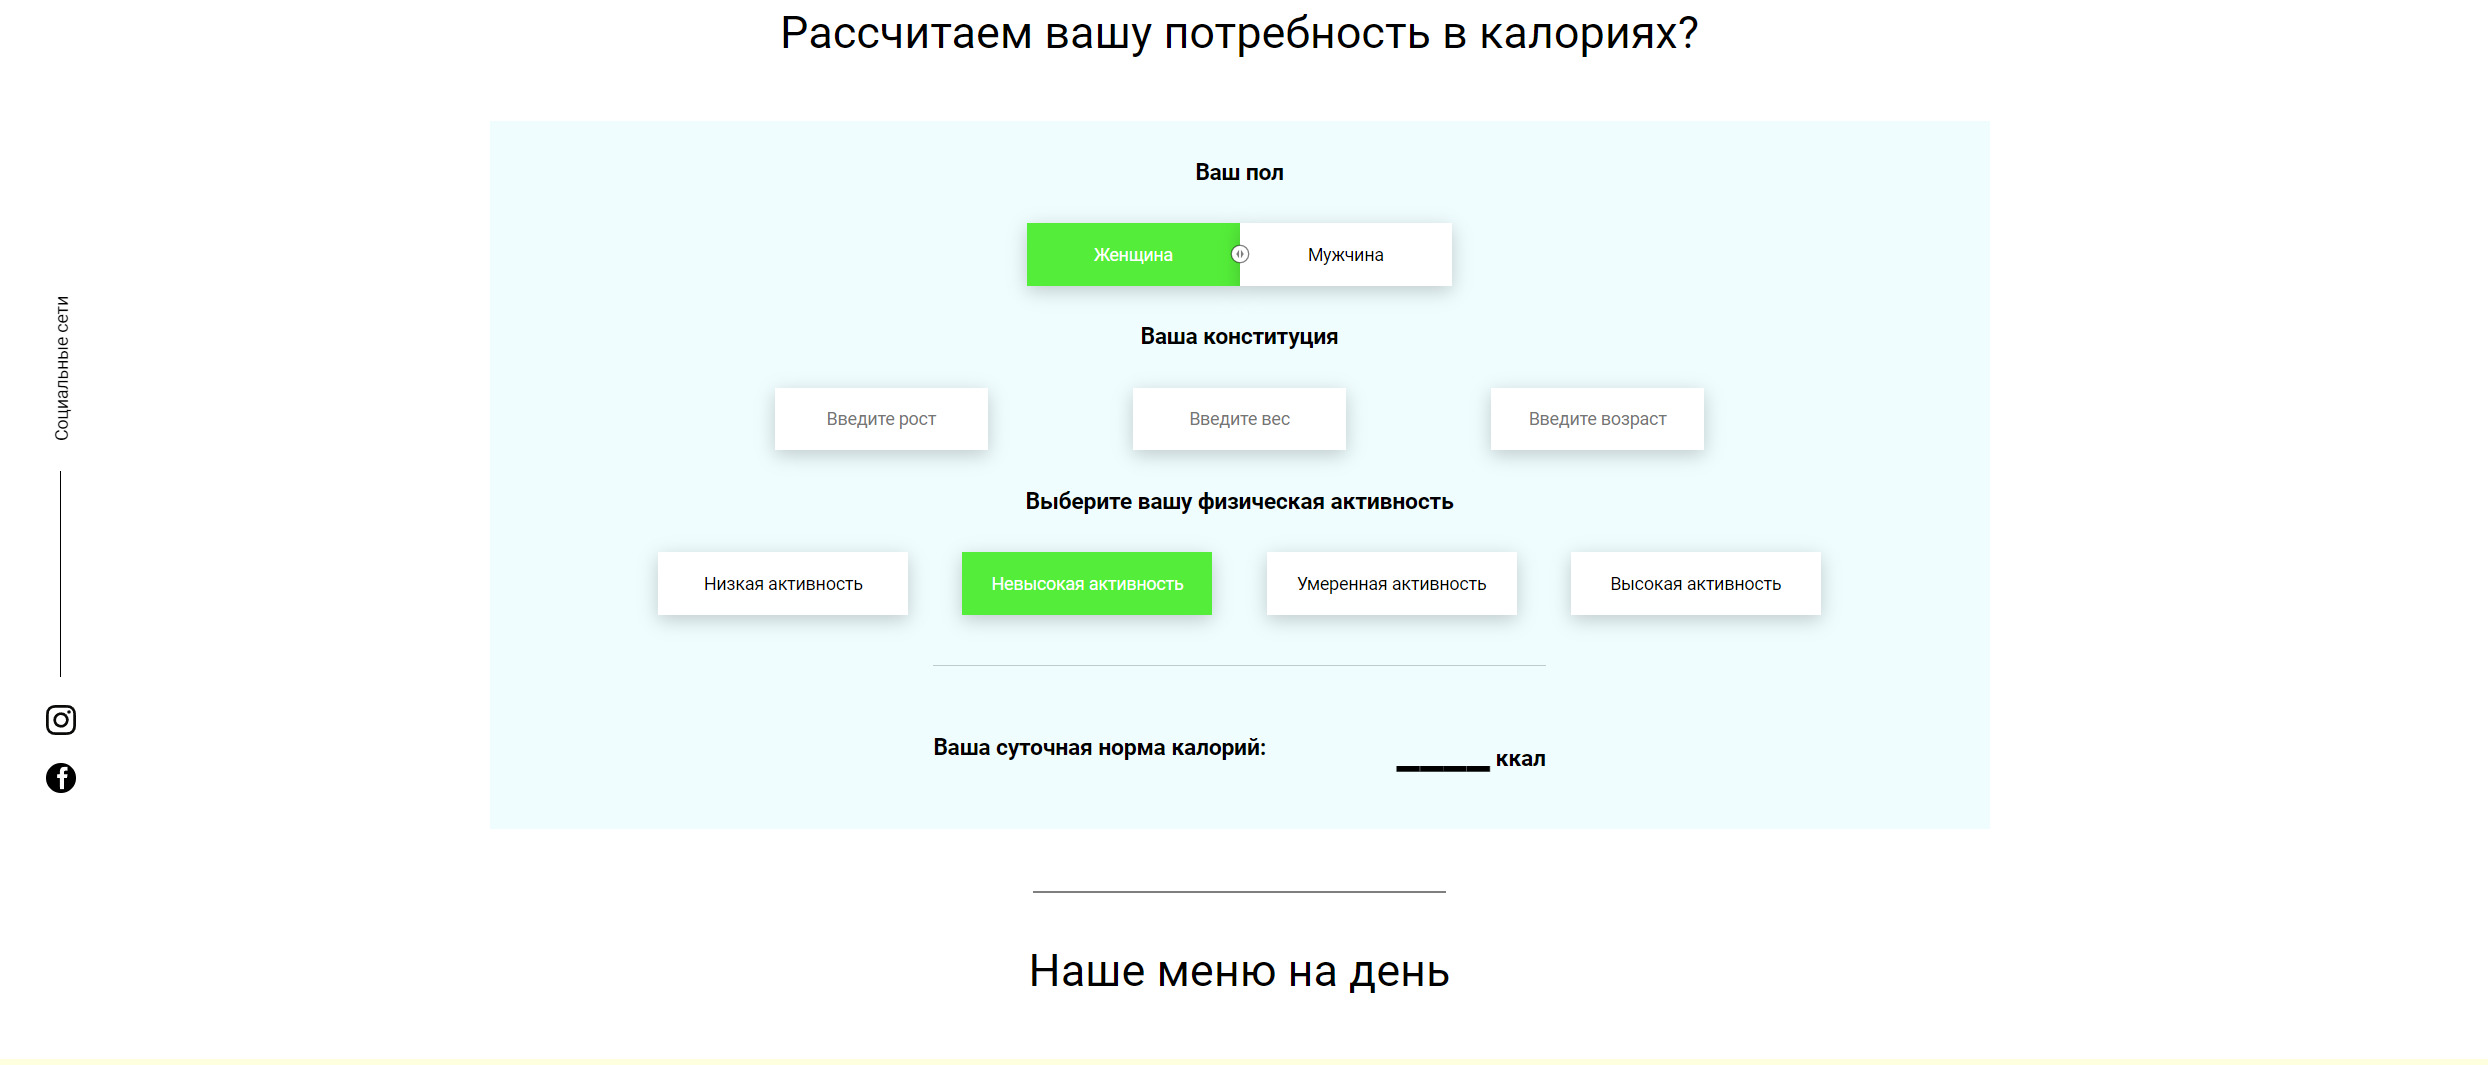 Рассчитаем вашу потребность в калориях?
Ваш пол
Женщина
Мужчина
Ваша конституция
Введите рост
Введите вес
Введите возраст
Выберите вашу физическая активность
Низкая активность
Невысокая активность
Умеренная активность
Высокая активность
Ваша суточная норма калорий:
____ ккал
Социальные сети
Наше меню на день